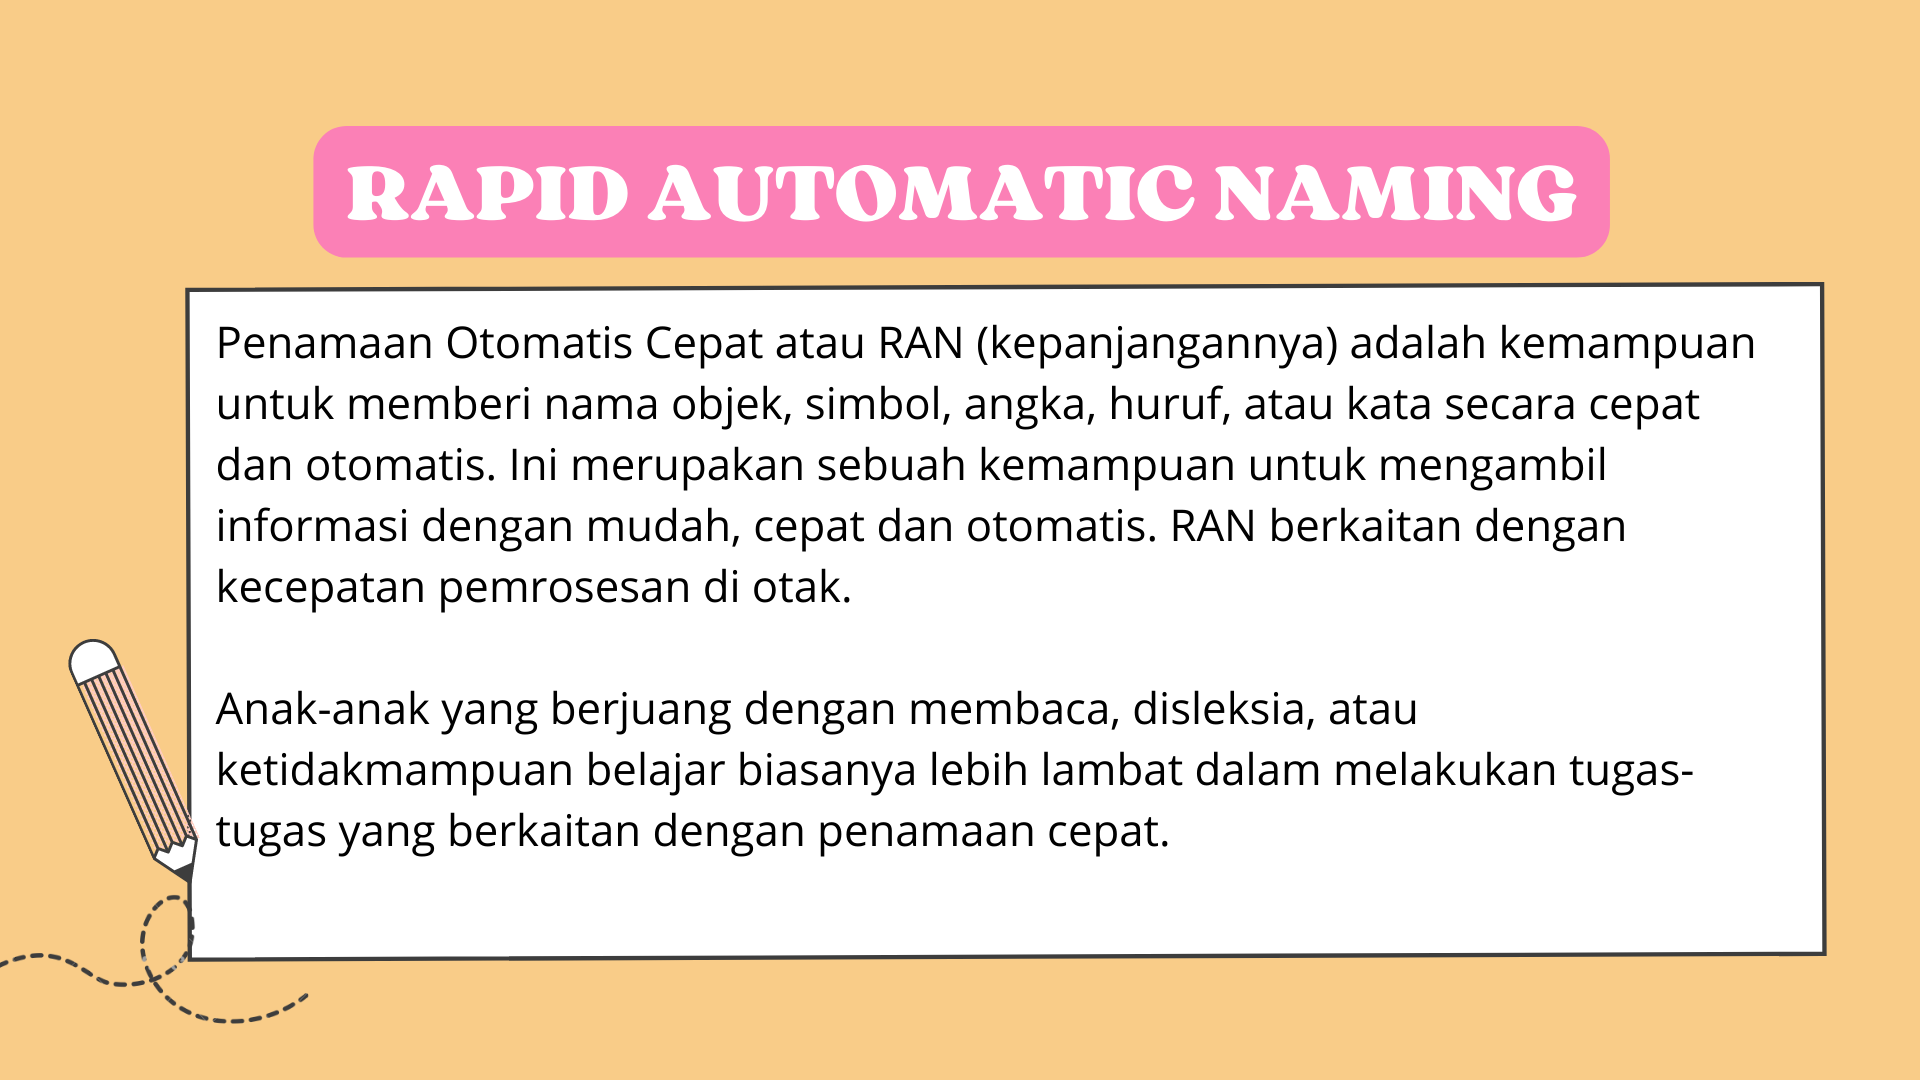 RAPID AUTOMATIC NAMING
Penamaan Otomatis Cepat atau RAN (kepanjangannya) adalah kemampuan
untuk memberi nama objek, simbol, angka, huruf, atau kata secara cepat
dan otomatis. Ini merupakan sebuah kemampuan untuk mengambil
informasi dengan mudah, cepat dan otomatis. RAN berkaitan dengan
kecepatan pemrosesan di otak.
Anak-anak yang berjuang dengan membaca, disleksia, atau
ketidakmampuan belajar biasanya lebih lambat dalam melakukan tugas-
tugas yang berkaitan dengan penamaan cepat.